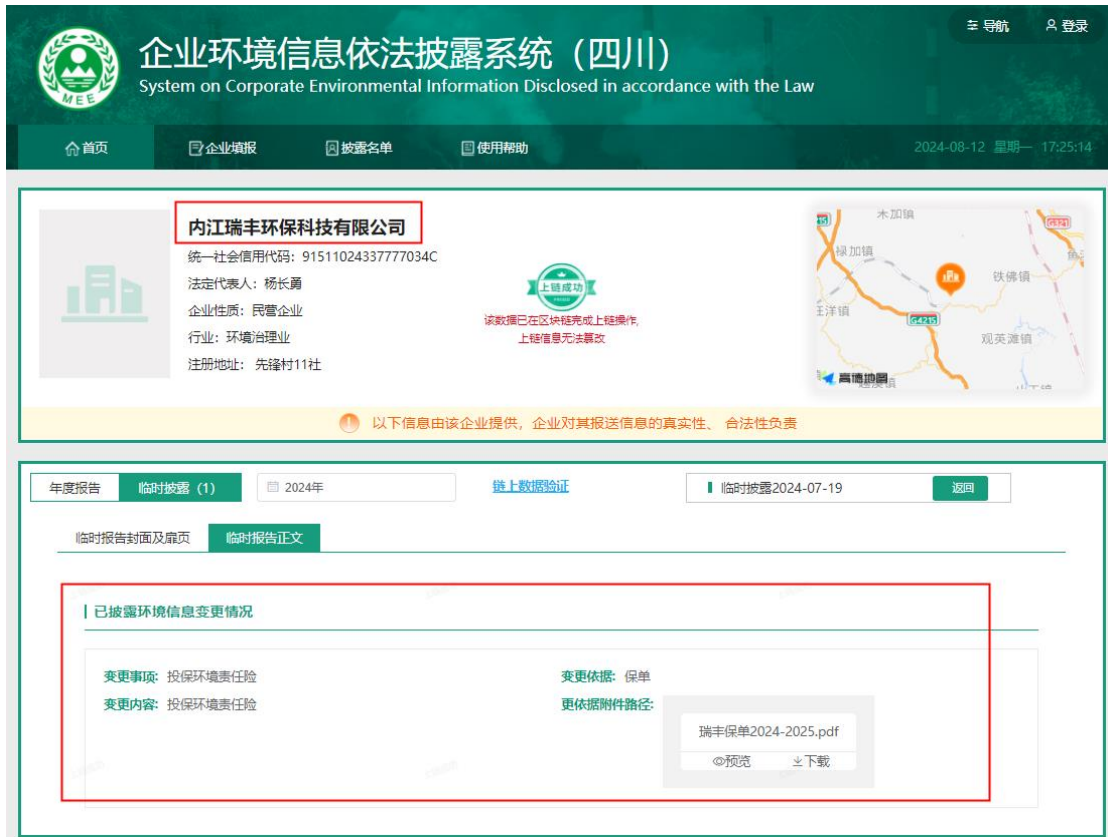 导航 登录
企业环境信息依法披露系统（四川）
System on Corporate Environmental Information Disclosed in accordance with the Law
MEE
首页 企业填报 披露名单 使用帮助 2024-08-12 星期一 17:25:14
内江瑞丰环保科技有限公司
统一社会信用代码：91511024337777034C
法定代表人：杨长勇
企业性质：民营企业
行业：环境治理业
注册地址：先锋村11社
上链成功
该数据已在区块链完成上链操作,
上链信息无法篡改
木加镇
禄加镇
铁佛镇
汪洋镇
G4215
观英滩镇
高德地图
以下信息由该企业提供，企业对其报送信息的真实性、 合法性负责
年度报告 临时披露（1） 2024年 链上数据验证 临时披露2024-07-19 返回
临时报告封面及扉页 临时报告正文
已披露环境信息变更情况
变更事项: 投保环境责任险 变更依据: 保单
变更内容: 投保环境责任险 更依据附件路径:
瑞丰保单2024-2025.pdf
预览 下载